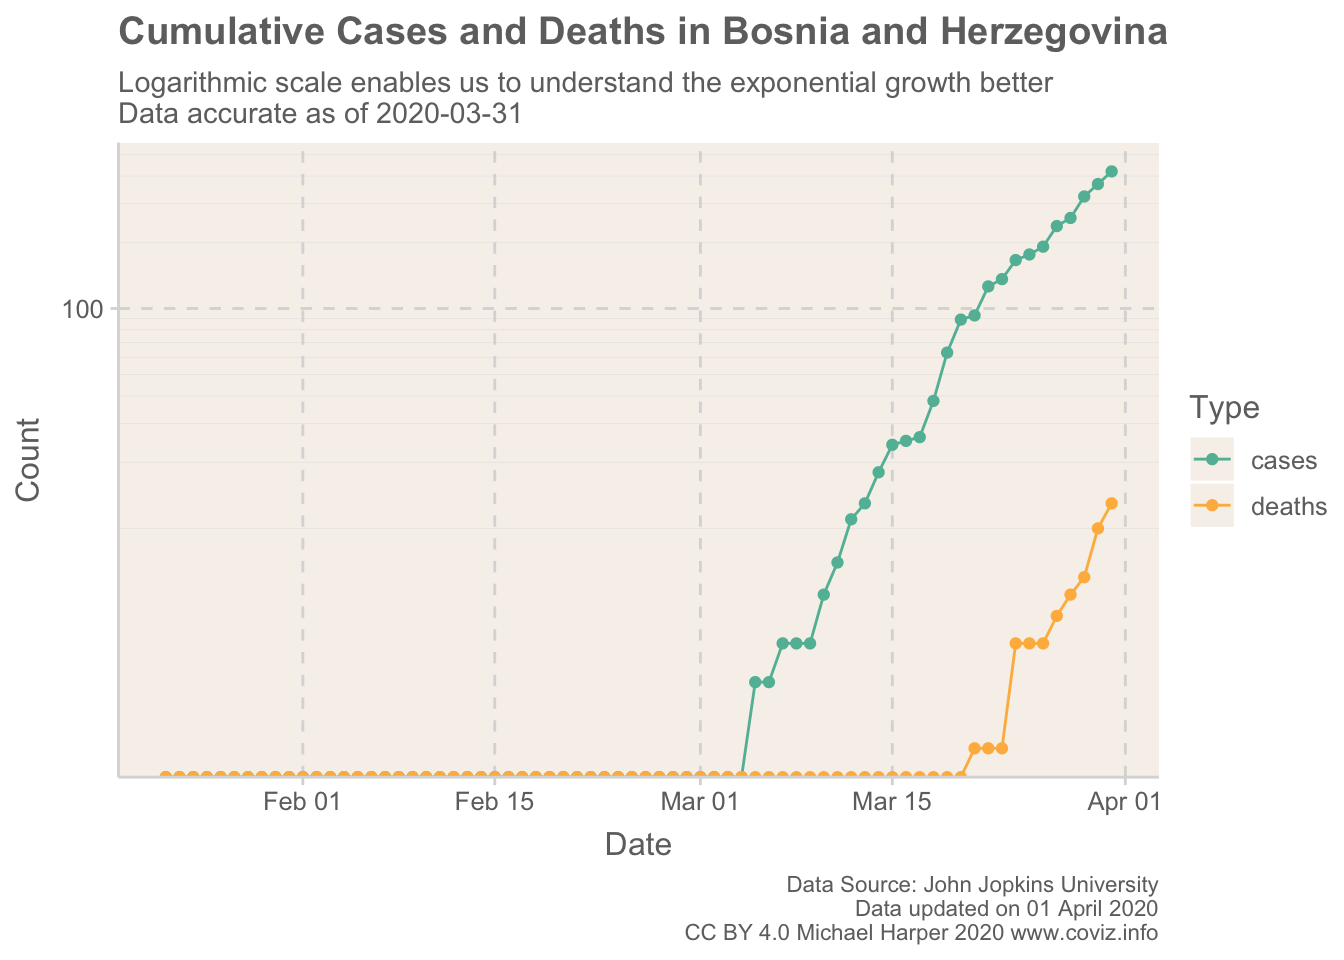 Cumulative Cases and Deaths in Bosnia and Herzegovina
Logarithmic scale enables us to understand the exponential growth better
Data accurate as of 2020-03-31
100
Count
Feb 01
Feb 15
Mar 01
Mar 15
Apr 01
Date
Type
cases
deaths
Data Source: John Jopkins University
Data updated on 01 April 2020
CC BY 4.0 Michael Harper 2020 www.coviz.info